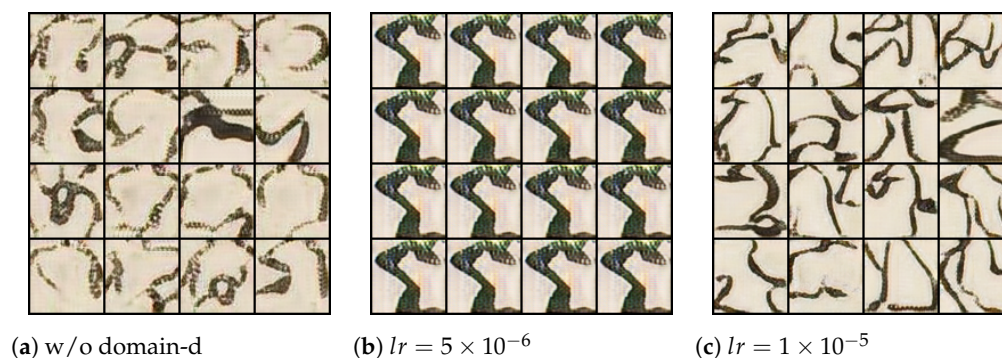 (a) w/o domain-d
(b) lr = 5 × 10⁻⁶
(c) lr = 1 × 10⁻⁵